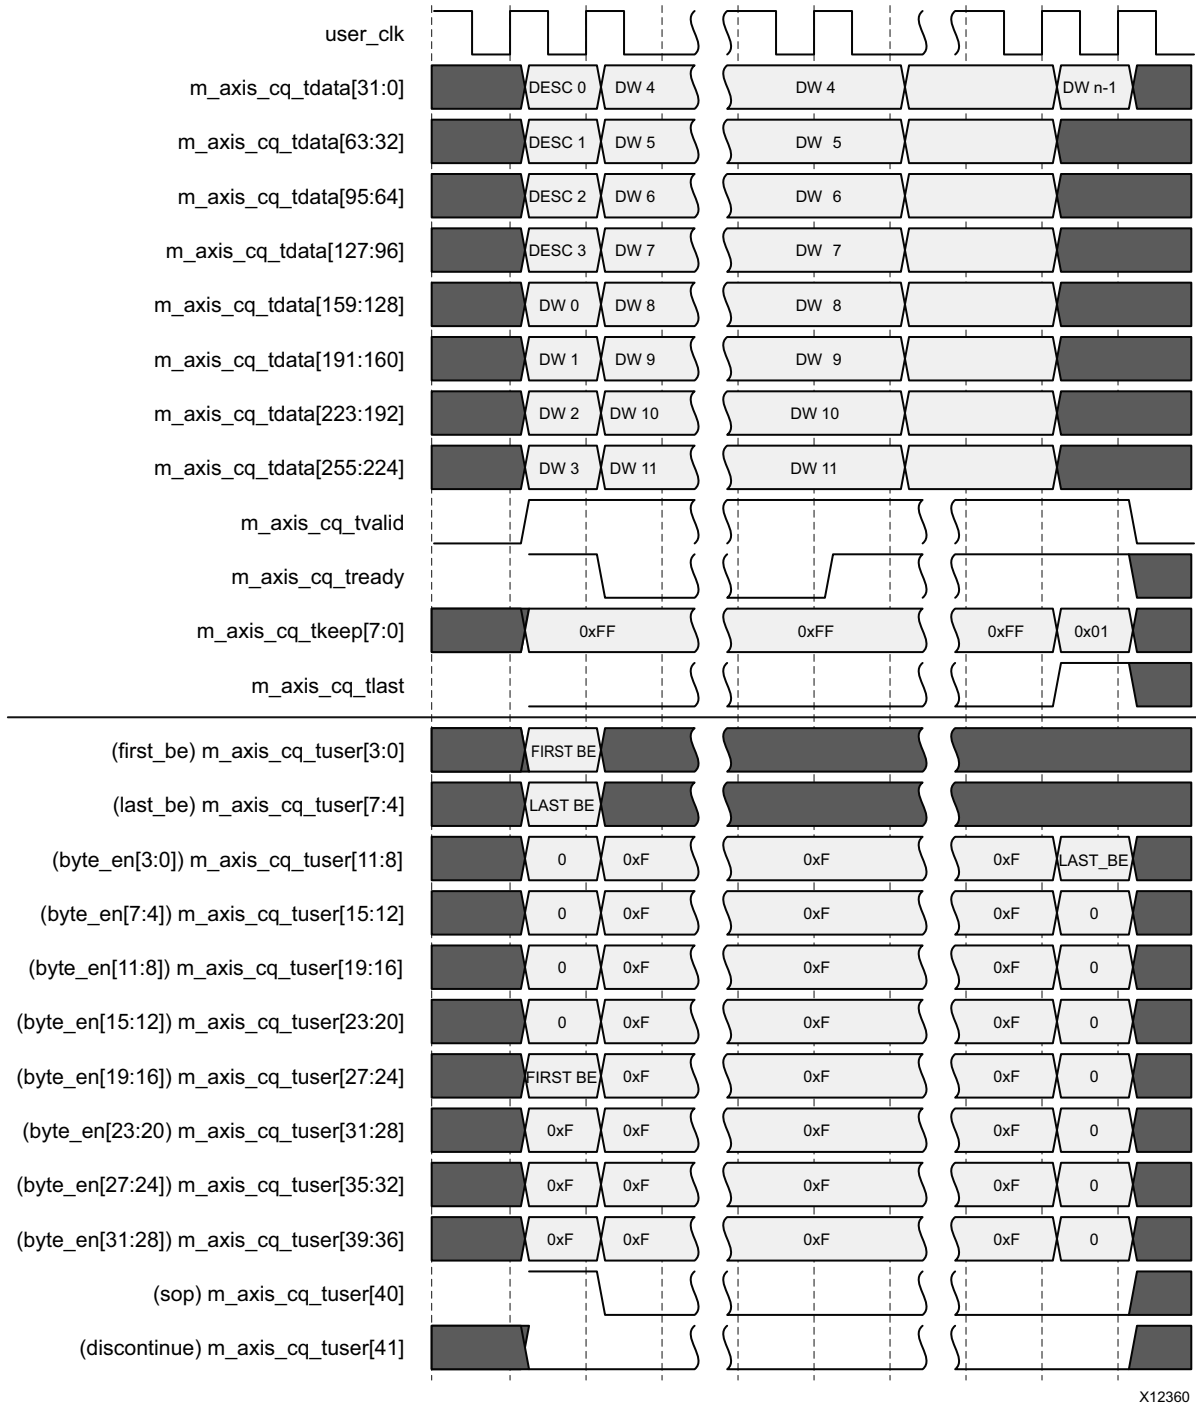 user_clk
m_axis_cq_tdata[31:0] DESC 0 DW 4 DW 4 DW n-1
m_axis_cq_tdata[63:32] DESC 1 DW 5 DW 5
m_axis_cq_tdata[95:64] DESC 2 DW 6 DW 6
m_axis_cq_tdata[127:96] DESC 3 DW 7 DW 7
m_axis_cq_tdata[159:128] DW 0 DW 8 DW 8
m_axis_cq_tdata[191:160] DW 1 DW 9 DW 9
m_axis_cq_tdata[223:192] DW 2 DW 10 DW 10
m_axis_cq_tdata[255:224] DW 3 DW 11 DW 11
m_axis_cq_tvalid
m_axis_cq_tready
m_axis_cq_tkeep[7:0] 0xFF 0xFF 0xFF 0x01
m_axis_cq_tlast
(first_be) m_axis_cq_tuser[3:0] FIRST BE
(last_be) m_axis_cq_tuser[7:4] LAST BE
(byte_en[3:0]) m_axis_cq_tuser[11:8] 0 0xF 0xF 0xF LAST_BE
(byte_en[7:4]) m_axis_cq_tuser[15:12] 0 0xF 0xF 0xF 0
(byte_en[11:8]) m_axis_cq_tuser[19:16] 0 0xF 0xF 0xF 0
(byte_en[15:12]) m_axis_cq_tuser[23:20] 0 0xF 0xF 0xF 0
(byte_en[19:16]) m_axis_cq_tuser[27:24] FIRST BE 0xF 0xF 0xF 0
(byte_en[23:20) m_axis_cq_tuser[31:28] 0xF 0xF 0xF 0xF 0
(byte_en[27:24]) m_axis_cq_tuser[35:32] 0xF 0xF 0xF 0xF 0
(byte_en[31:28]) m_axis_cq_tuser[39:36] 0xF 0xF 0xF 0xF 0
(sop) m_axis_cq_tuser[40]
(discontinue) m_axis_cq_tuser[41]
X12360